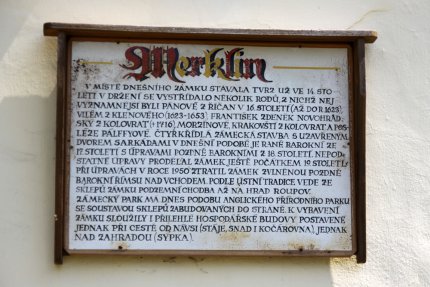 Merklín
V MÍSTĚ DNEŠNÍHO ZÁMKU STAVALA TVRZ UŽ VE 14. STO-
LETÍ V DRŽENÍ SE VYSTŘÍDALO NĚKOLIK RODŮ, Z NICHŽ NEJ
VÝZNAMNĚJŠÍ BYLI PÁNOVÉ Z ŘÍČAN V 16. STOLETÍ (AŽ DO R. 1623),
VILÉM Z KLENOVÉHO (1623-1653), FRANTIŠEK ZDENEK NOVOHRAD-
SKÝ Z KOLOVRAT (†1716), MORZINOVÉ, KRAKOVŠTÍ Z KOLOVRAT A POS-
LÉZE PÁLFFYOVÉ. ČTYŘKŘÍDLÁ ZÁMECKÁ STAVBA S UZAVŘENÝM
DVOREM S ARKÁDAMI V DNEŠNÍ PODOBĚ JE RANĚ BAROKNÍ ZE
17. STOLETÍ S ÚPRAVAMI POZDNĚ BAROKNÍMI Z 18. STOLETÍ. NEPOD-
STATNÉ ÚPRAVY PRODĚLAL ZÁMEK JEŠTĚ POČÁTKEM 19. STOLETÍ,
PŘI ÚPRAVÁCH V ROCE 1950 ZTRATIL ZÁMEK ZVLNĚNOU POZDNĚ
BAROKNÍ ŘÍMSU NAD VCHODEM. PODLE ÚSTNÍ TRADICE VEDE ZE
SKLEPŮ ZÁMKU PODZEMNÍ CHODBA AŽ NA HRAD ROUPOV.
ZÁMECKÝ PARK MA DNES PODOBU ANGLICKÉHO PŘÍRODNÍHO PARKU
SE SOUSTAVOU SKLEPŮ ZABUDOVANÝCH DO STRÁNĚ. K VYBAVENÍ
ZÁMKU SLOUŽILY I PŘILEHLÉ HOSPODÁŘSKÉ BUDOVY POSTAVENÉ
JEDNAK PŘI CESTĚ OD NÁVSI (STÁJE, SNAD I KOČÁROVNA), JEDNAK
NAD ZAHRADOU (SÝPKA).